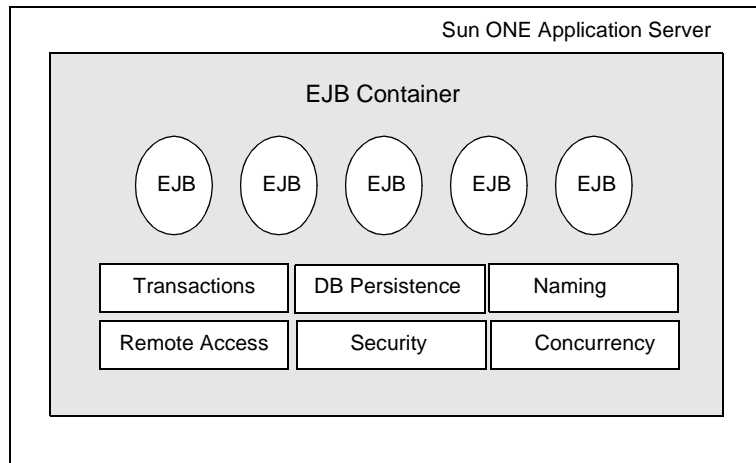 Sun ONE Application Server
EJB Container
EJB EJB EJB EJB EJB
Transactions DB Persistence Naming
Remote Access Security Concurrency